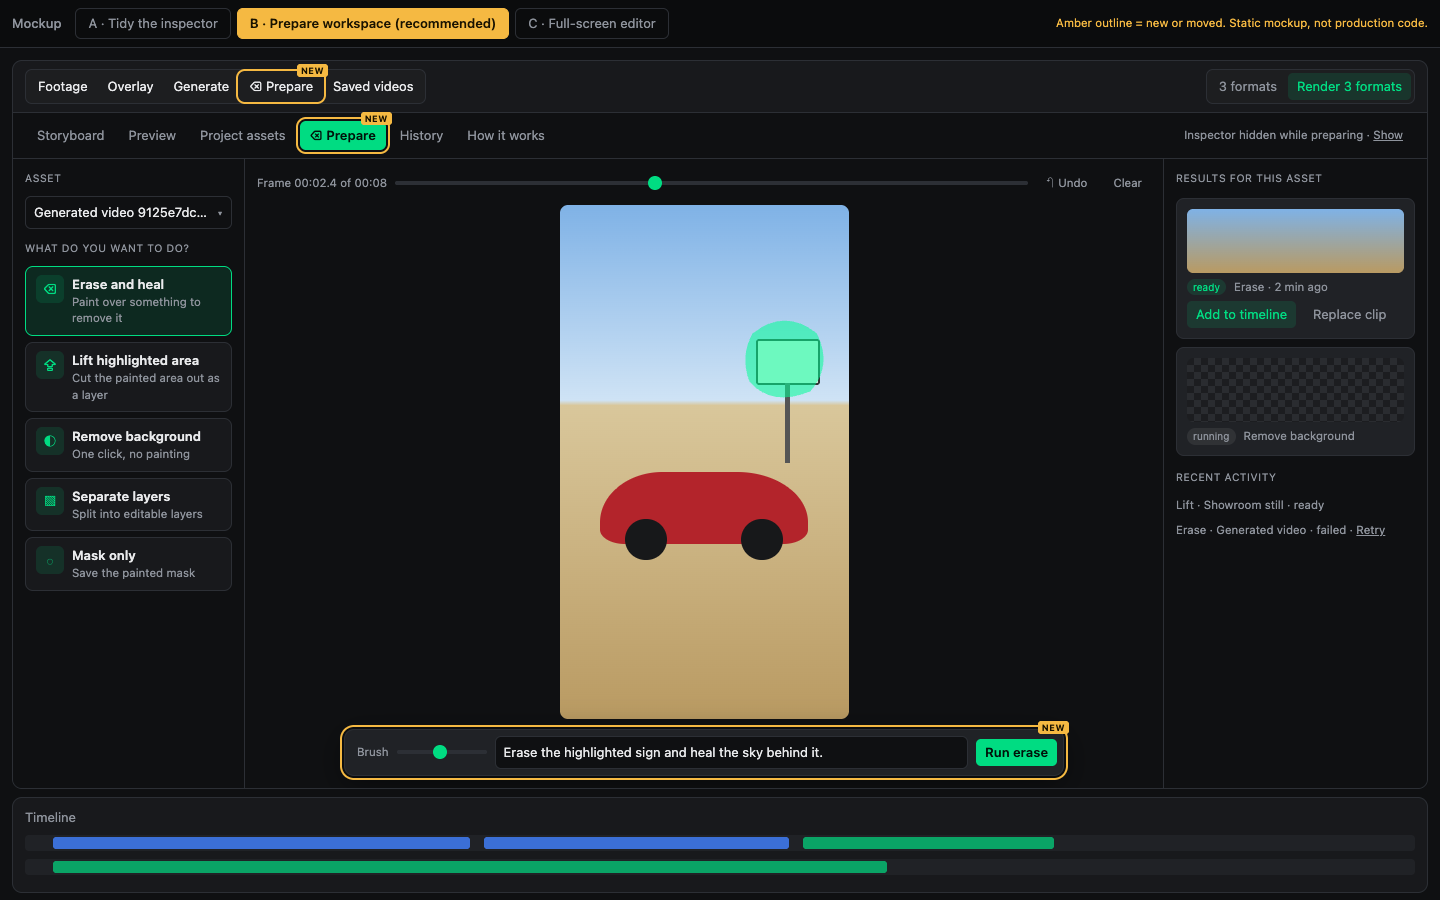 Mockup
A · Tidy the inspector
B · Prepare workspace (recommended)
C · Full-screen editor
Amber outline = new or moved. Static mockup, not production code.
Footage
Overlay
Generate
Prepare
NEW
Saved videos
3 formats
Render 3 formats
Storyboard
Preview
Project assets
Prepare
NEW
History
How it works
Inspector hidden while preparing · Show
ASSET
Generated video 9125e7dc...
WHAT DO YOU WANT TO DO?
Erase and heal
Paint over something to
remove it
Lift highlighted area
Cut the painted area out as
a layer
Remove background
One click, no painting
Separate layers
Split into editable layers
Mask only
Save the painted mask
Frame 00:02.4 of 00:08
Undo
Clear
NEW
Brush
Erase the highlighted sign and heal the sky behind it.
Run erase
RESULTS FOR THIS ASSET
ready
Erase · 2 min ago
Add to timeline
Replace clip
running
Remove background
RECENT ACTIVITY
Lift · Showroom still · ready
Erase · Generated video · failed · Retry
Timeline